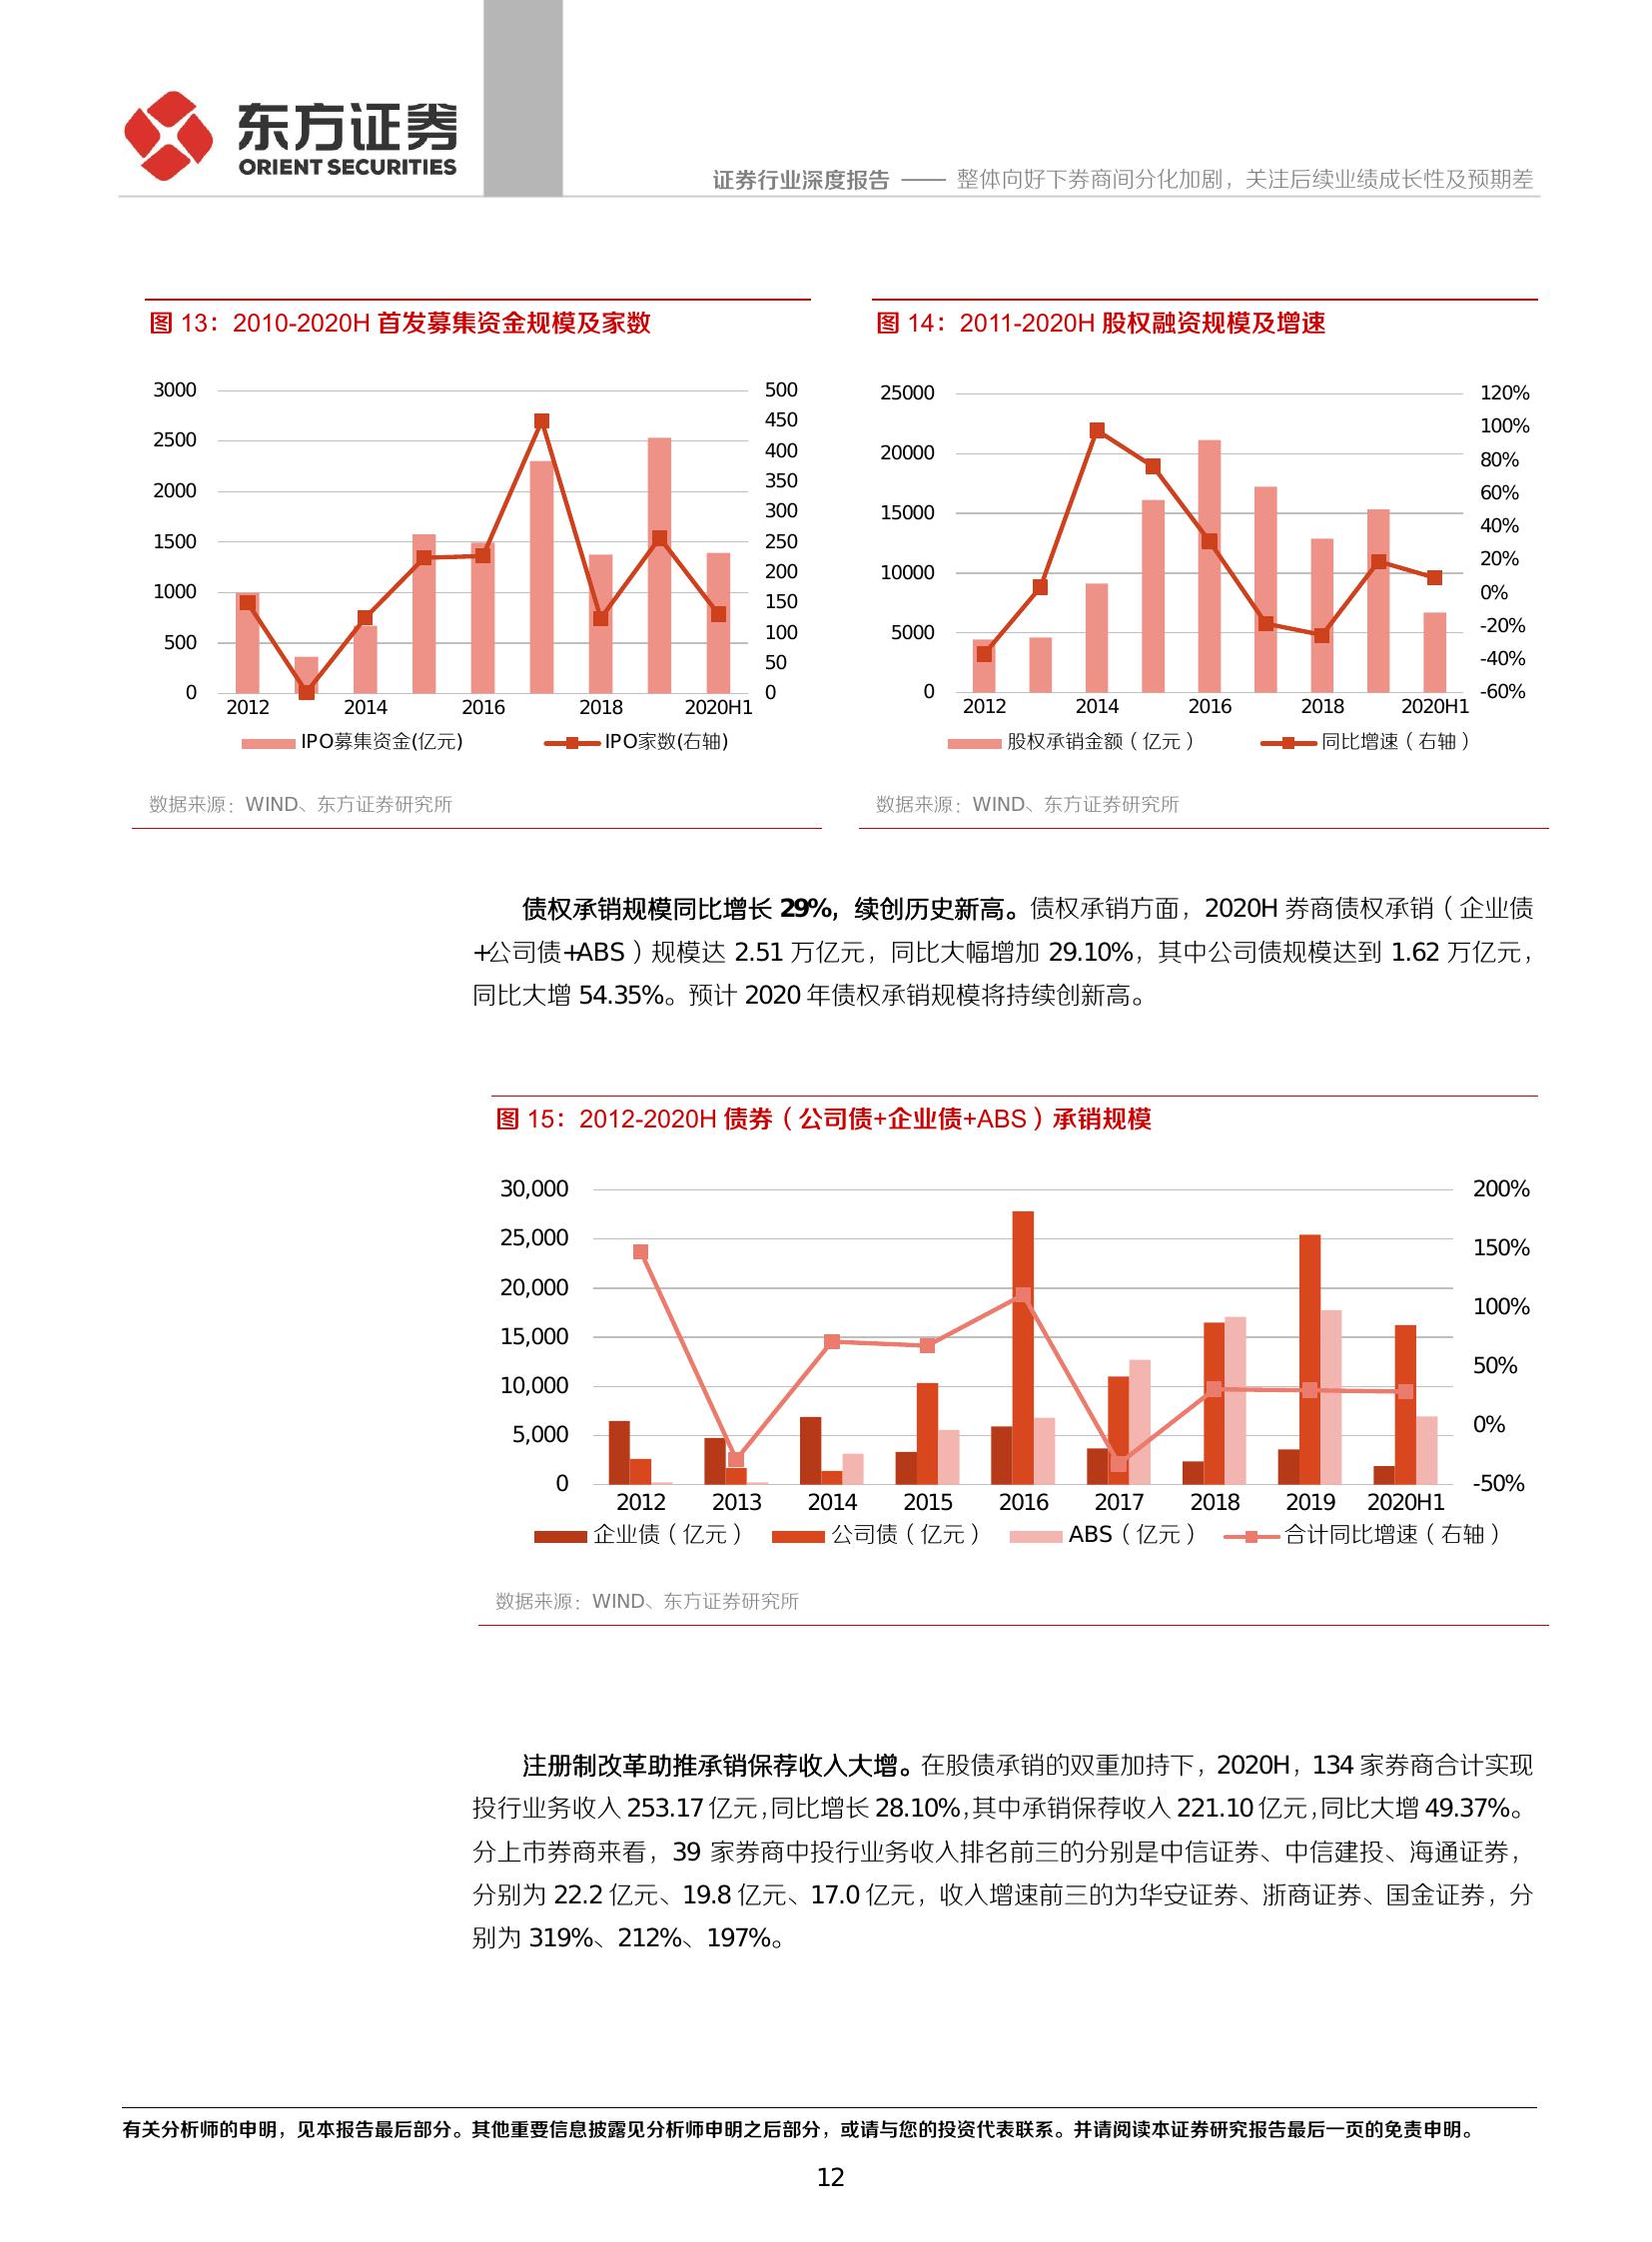 东方证券
ORIENT SECURITIES
证券行业深度报告 —— 整体向好下券商间分化加剧，关注后续业绩成长性及预期差
图 13：2010-2020H 首发募集资金规模及家数
3000
2500
2000
1500
1000
500
0
500
450
400
350
300
250
200
150
100
50
0
2012 2014 2016 2018 2020H1
IPO募集资金(亿元) IPO家数(右轴)
数据来源：WIND、东方证券研究所
图 14：2011-2020H 股权融资规模及增速
25000
20000
15000
10000
5000
0
120%
100%
80%
60%
40%
20%
0%
-20%
-40%
-60%
2012 2014 2016 2018 2020H1
股权承销金额（亿元） 同比增速（右轴）
数据来源：WIND、东方证券研究所
债权承销规模同比增长 29%，续创历史新高。债权承销方面，2020H 券商债权承销（企业债
+公司债+ABS）规模达 2.51 万亿元，同比大幅增加 29.10%，其中公司债规模达到 1.62 万亿元，
同比大增 54.35%。预计 2020 年债权承销规模将持续创新高。
图 15：2012-2020H 债券（公司债+企业债+ABS）承销规模
30,000
25,000
20,000
15,000
10,000
5,000
0
200%
150%
100%
50%
0%
-50%
2012 2013 2014 2015 2016 2017 2018 2019 2020H1
企业债（亿元） 公司债（亿元） ABS（亿元） 合计同比增速（右轴）
数据来源：WIND、东方证券研究所
注册制改革助推承销保荐收入大增。在股债承销的双重加持下，2020H，134 家券商合计实现
投行业务收入 253.17 亿元，同比增长 28.10%，其中承销保荐收入 221.10 亿元，同比大增 49.37%。
分上市券商来看，39 家券商中投行业务收入排名前三的分别是中信证券、中信建投、海通证券，
分别为 22.2 亿元、19.8 亿元、17.0 亿元，收入增速前三的为华安证券、浙商证券、国金证券，分
别为 319%、212%、197%。
有关分析师的申明，见本报告最后部分。其他重要信息披露见分析师申明之后部分，或请与您的投资代表联系。并请阅读本证券研究报告最后一页的免责申明。
12